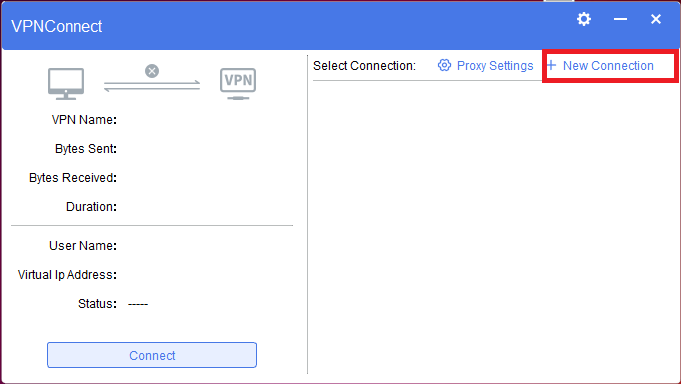 VPNConnect
VPN
VPN Name:
Bytes Sent:
Bytes Received:
Duration:
User Name:
Virtual Ip Address:
Status: -----
Connect
Select Connection: Proxy Settings + New Connection